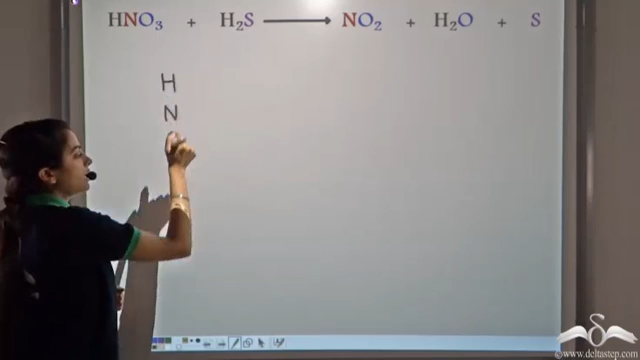 HNO₃ + H₂S ⟶ NO₂ + H₂O + S
H
N
©www.deltastep.com